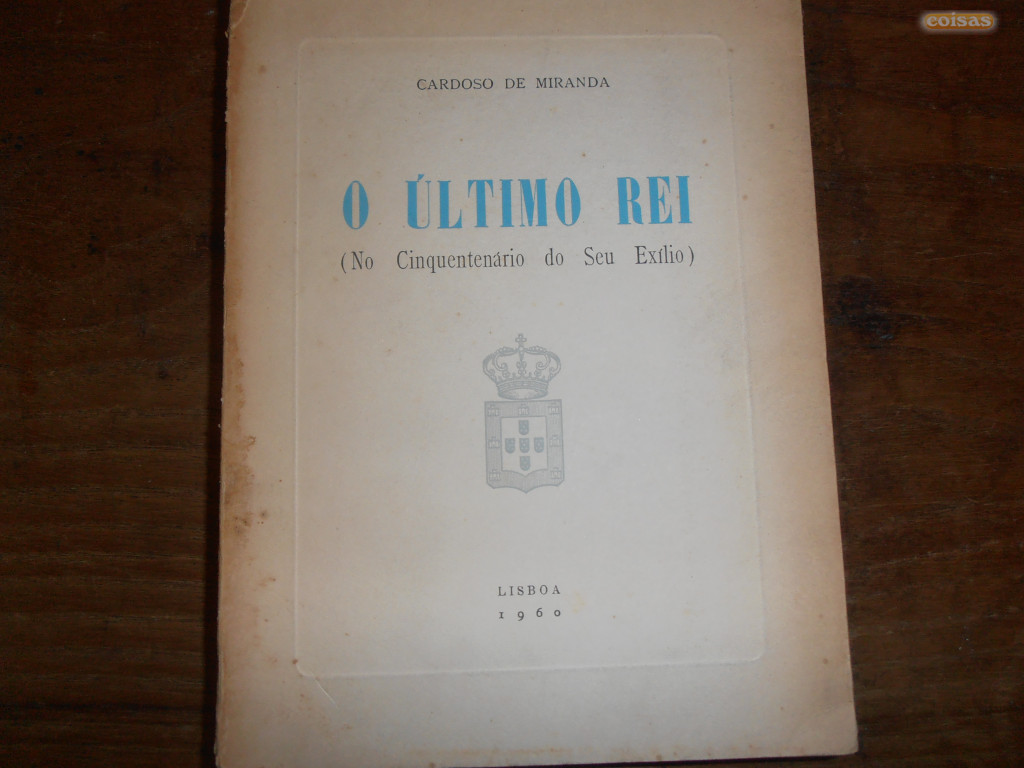 coisas
CARDOSO DE MIRANDA
O ÚLTIMO REI
(No Cinquentenário do Seu Exílio)
LISBOA
1960